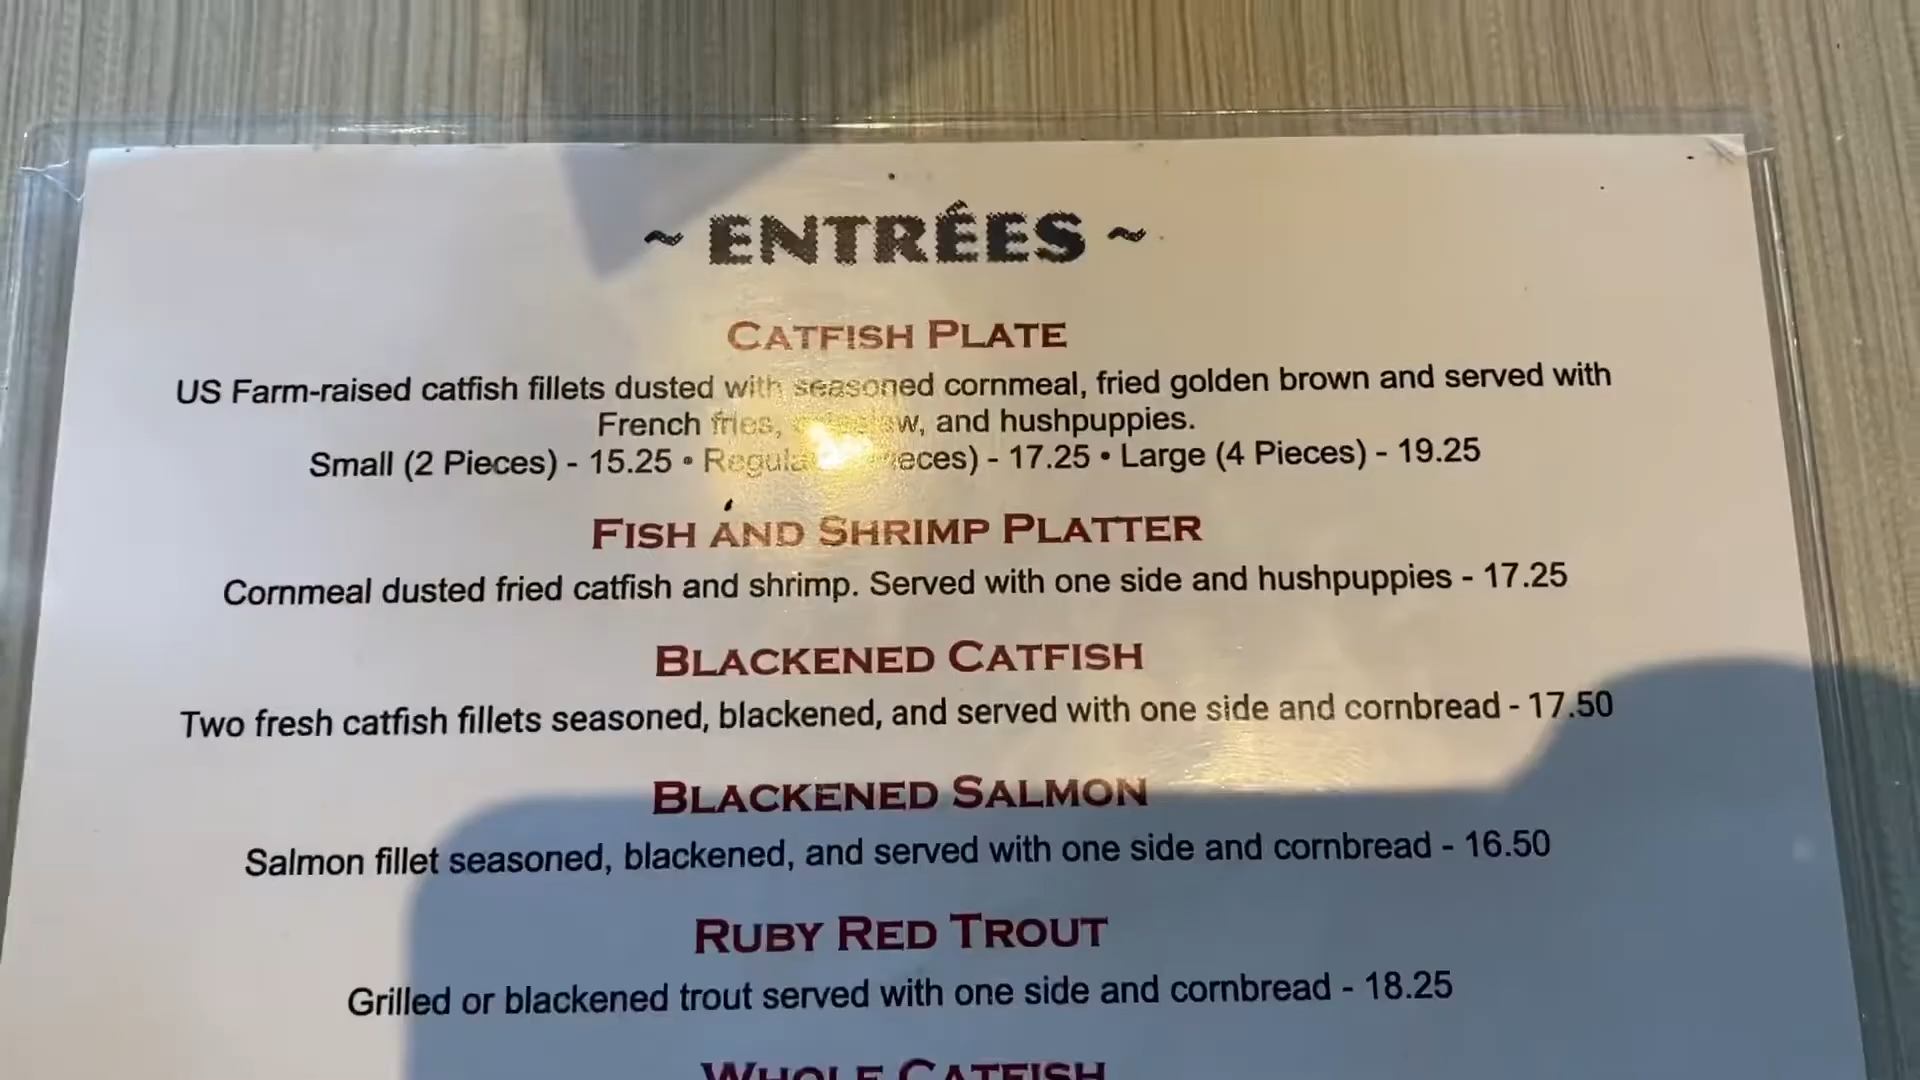 ~ ENTRÉES ~
CATFISH PLATE
US Farm-raised catfish fillets dusted with seasoned cornmeal, fried golden brown and served with
French fries, and hushpuppies.
Small (2 Pieces) - 15.25 • Regular - 17.25 • Large (4 Pieces) - 19.25
FISH AND SHRIMP PLATTER
Cornmeal dusted fried catfish and shrimp. Served with one side and hushpuppies - 17.25
BLACKENED CATFISH
Two fresh catfish fillets seasoned, blackened, and served with one side and cornbread - 17.50
BLACKENED SALMON
Salmon fillet seasoned, blackened, and served with one side and cornbread - 16.50
RUBY RED TROUT
Grilled or blackened trout served with one side and cornbread - 18.25
WHOLE CATFISH